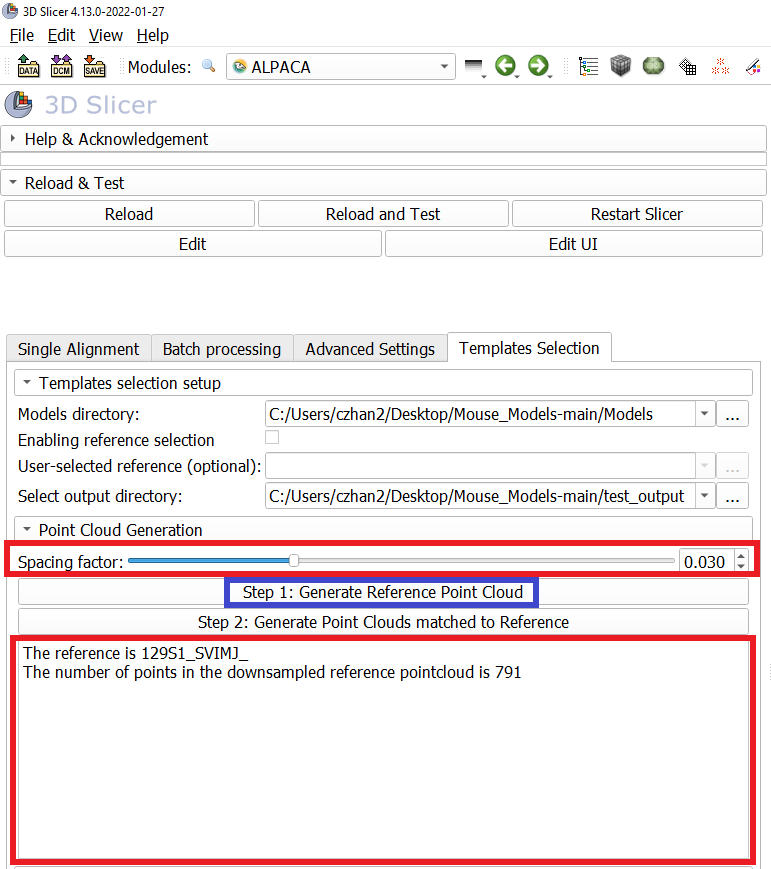 3D Slicer 4.13.0-2022-01-27
File Edit View Help
DATA DCM SAVE Modules: ALPACA
3D Slicer
Help & Acknowledgement
Reload & Test
Reload Reload and Test Restart Slicer
Edit Edit UI
Single Alignment Batch processing Advanced Settings Templates Selection
Templates selection setup
Models directory: C:/Users/czhan2/Desktop/Mouse_Models-main/Models ...
Enabling reference selection
User-selected reference (optional): ...
Select output directory: C:/Users/czhan2/Desktop/Mouse_Models-main/test_output ...
Point Cloud Generation
Spacing factor: 0.030
Step 1: Generate Reference Point Cloud
Step 2: Generate Point Clouds matched to Reference
The reference is 129S1_SVIMJ_
The number of points in the downsampled reference pointcloud is 791